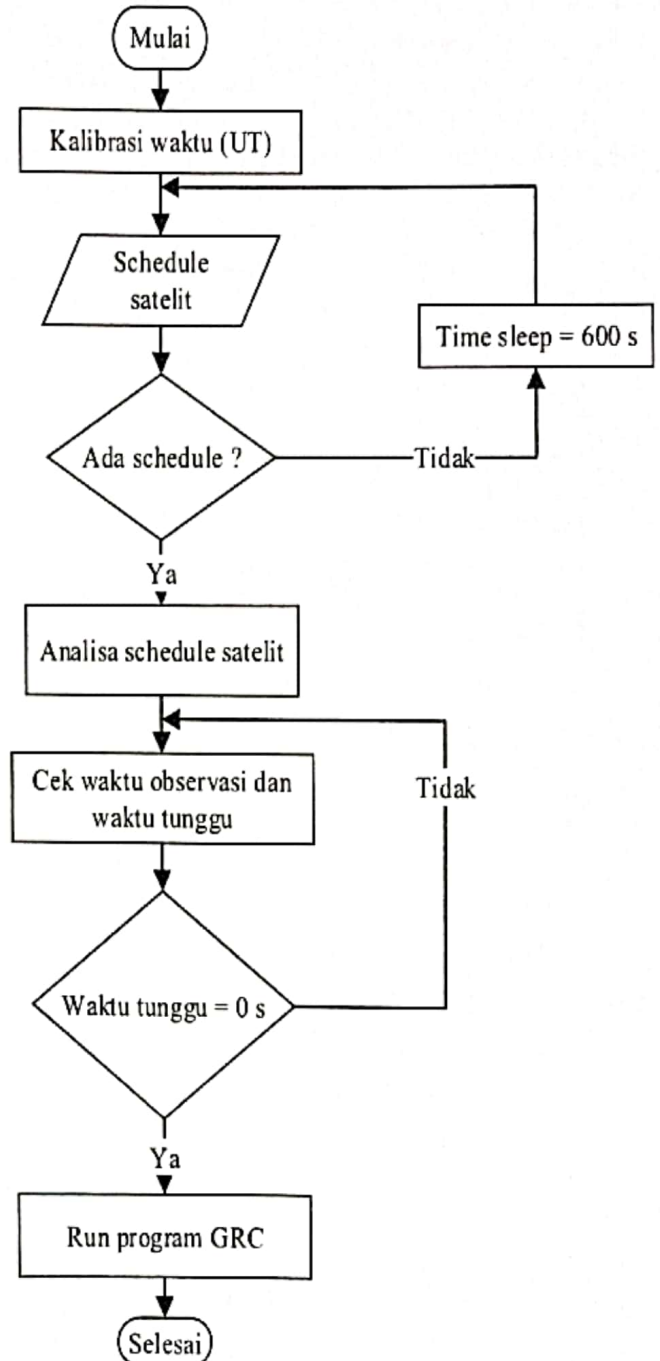 Mulai
Kalibrasi waktu (UT)
Schedule
satelit
Time sleep = 600 s
Ada schedule ?
Tidak
Ya
Analisa schedule satelit
Cek waktu observasi dan
waktu tunggu
Tidak
Waktu tunggu = 0 s
Ya
Run program GRC
Selesai